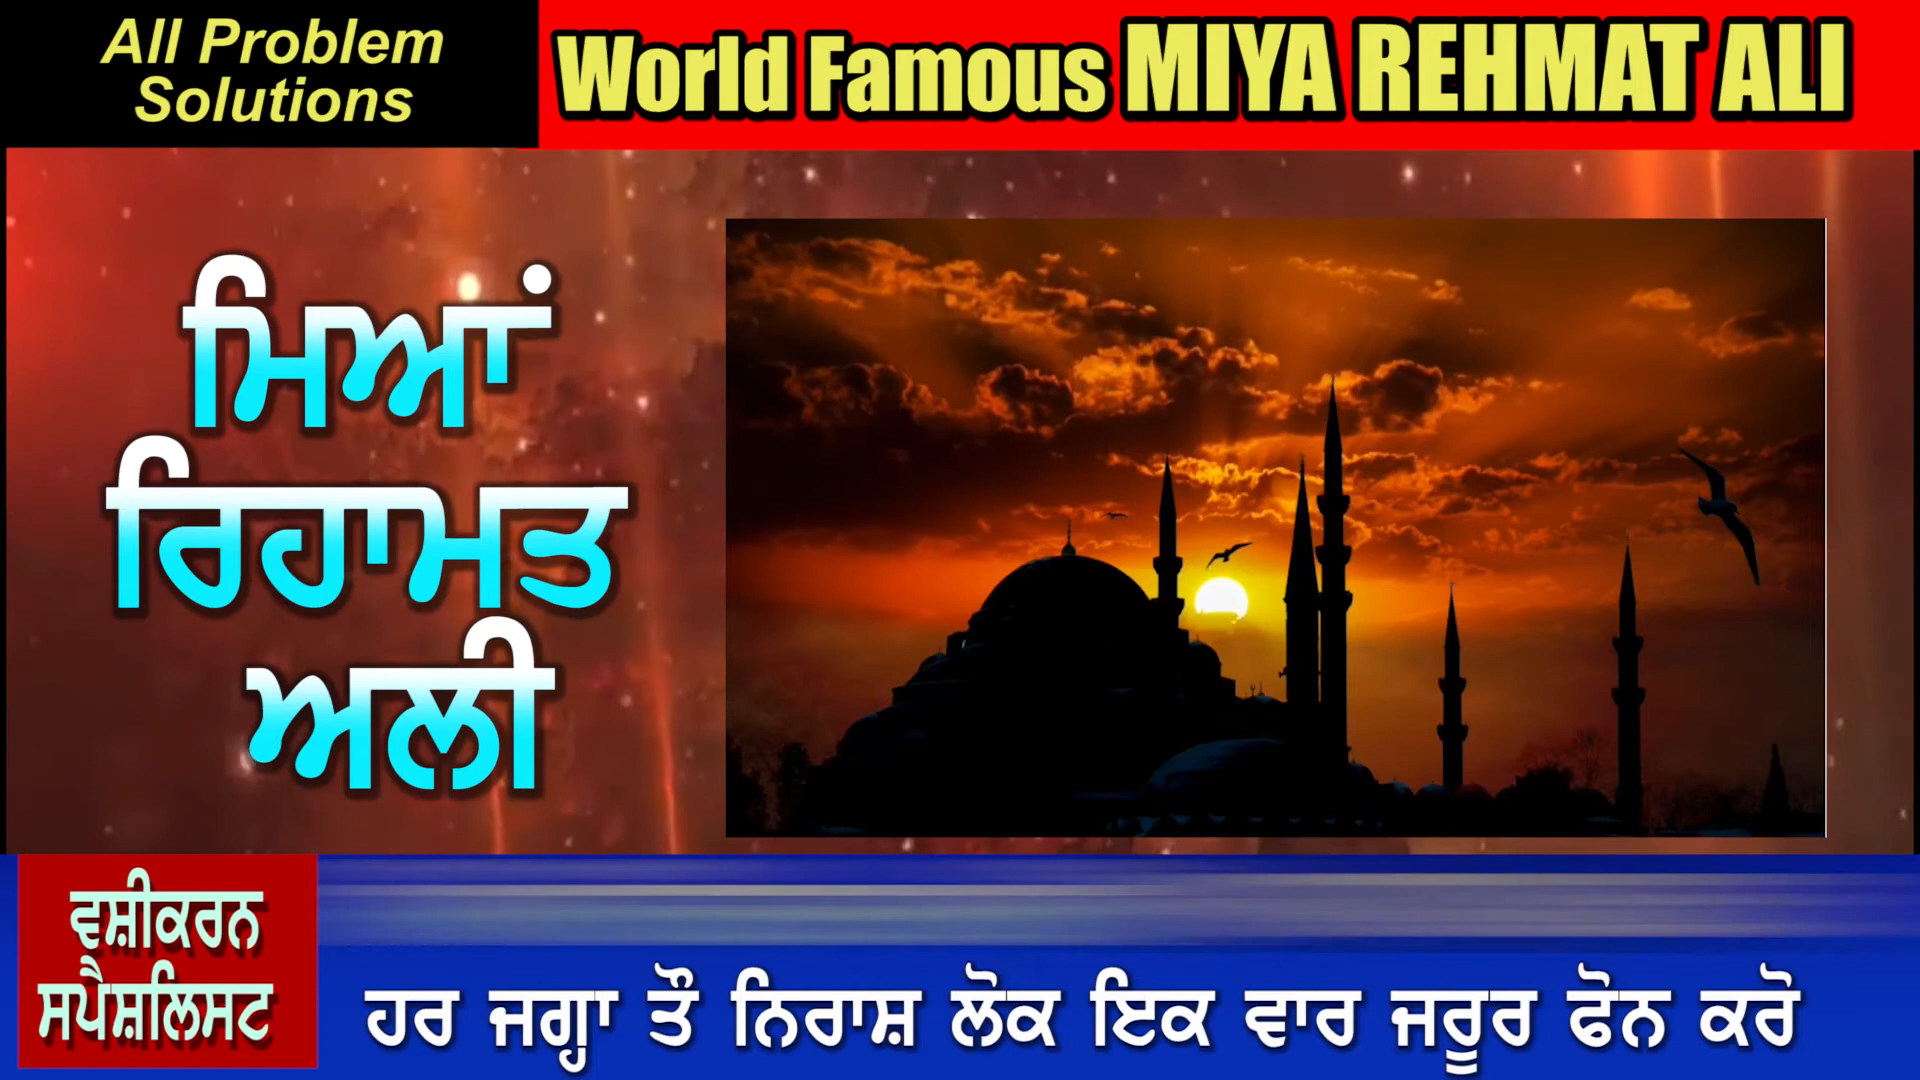 All Problem
Solutions
World Famous MIYA REHMAT ALI
ਮਿਆਂ
ਰਿਹਾਮਤ
ਅਲੀ
ਵਸ਼ੀਕਰਨ
ਸਪੈਸ਼ਲਿਸਟ
ਹਰ ਜਗ੍ਹਾ ਤੌਂ ਨਿਰਾਸ਼ ਲੋਕ ਇਕ ਵਾਰ ਜਰੂਰ ਫੋਨ ਕਰੋ